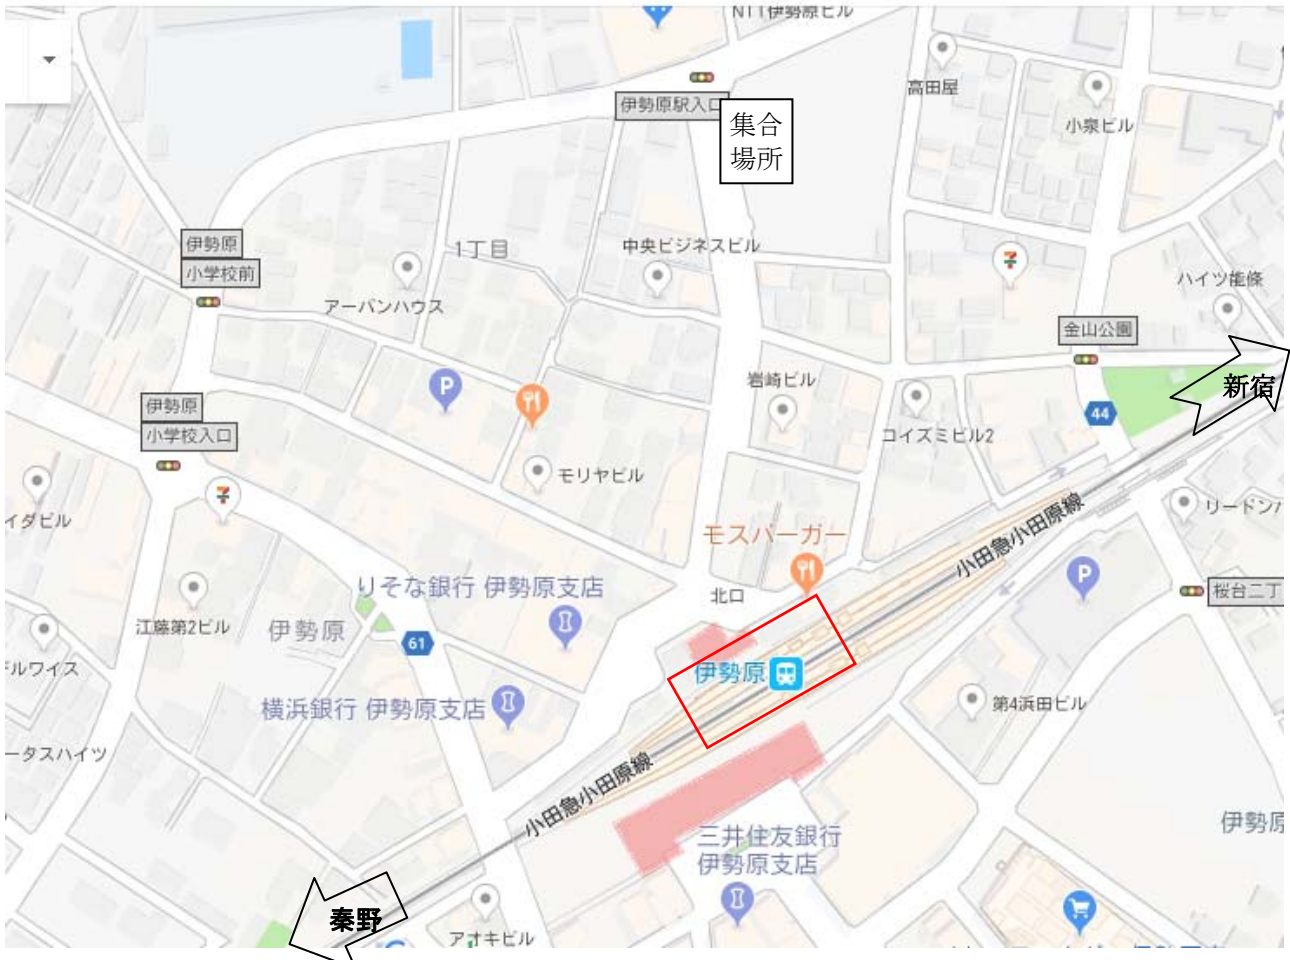 NTT伊勢原ビル
高田屋
伊勢原駅入口
集合
場所
小泉ビル
伊勢原
小学校前
1丁目
中央ビジネスビル
アーバンハウス
ハイツ能條
金山公園
新宿
P
岩崎ビル
伊勢原
小学校入口
コイズミビル2
44
モリヤビル
イダビル
リードンハ
モスバーガー
小田急小田原線
P
りそな銀行 伊勢原支店
北口
桜台二丁
江藤第2ビル
伊勢原
61
ドルワイス
伊勢原
横浜銀行 伊勢原支店
第4浜田ビル
ータスハイツ
小田急小田原線
伊勢原
三井住友銀行
伊勢原支店
秦野
アオキビル